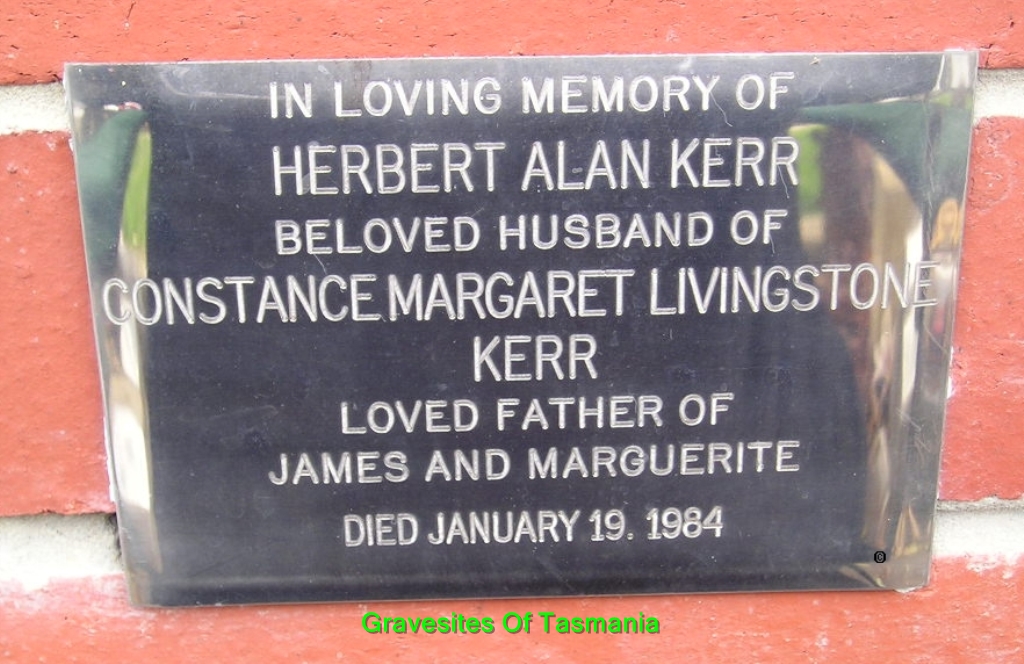 IN LOVING MEMORY OF
HERBERT ALAN KERR
BELOVED HUSBAND OF
CONSTANCE MARGARET LIVINGSTONE
KERR
LOVED FATHER OF
JAMES AND MARGUERITE
DIED JANUARY 19. 1984
Gravesites Of Tasmania